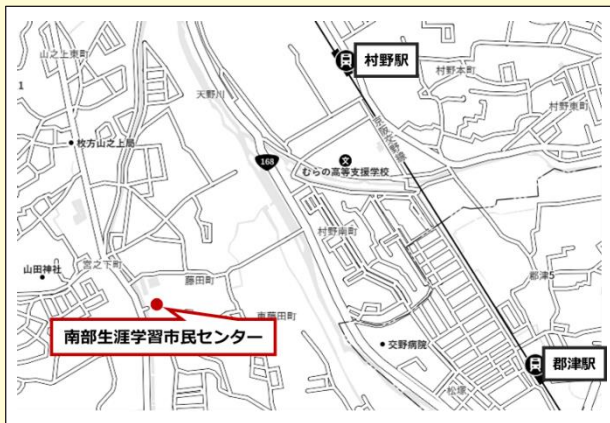 山之上東町
1
天野川
村野駅
村野本町
村野東町
京阪交野線
枚方山之上局
168
文
むらの高等支援学校
村野南町
山田神社
宮之下町
藤田町
郡津5
東藤田町
南部生涯学習市民センター
交野病院
郡津駅
松塚